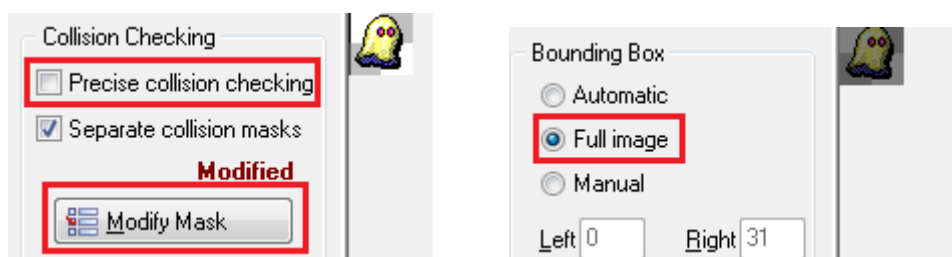 Collision Checking
Precise collision checking
Separate collision masks
Modified
Modify Mask
Bounding Box
Automatic
Full image
Manual
Left 0 Right 31